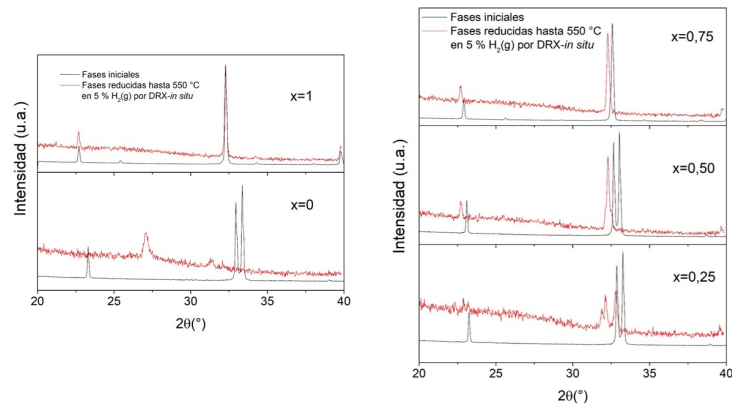 Fases iniciales
Fases reducidas hasta 550 °C
en 5 % H₂(g) por DRX-in situ
x=1
x=0
Intensidad (u.a.)
20 25 30 35 40
2θ(°)
Fases iniciales
Fases reducidas hasta 550 °C
en 5 % H₂(g) por DRX-in situ
x=0,75
x=0,50
x=0,25
Intensidad (u.a.)
20 25 30 35 40
2θ(°)